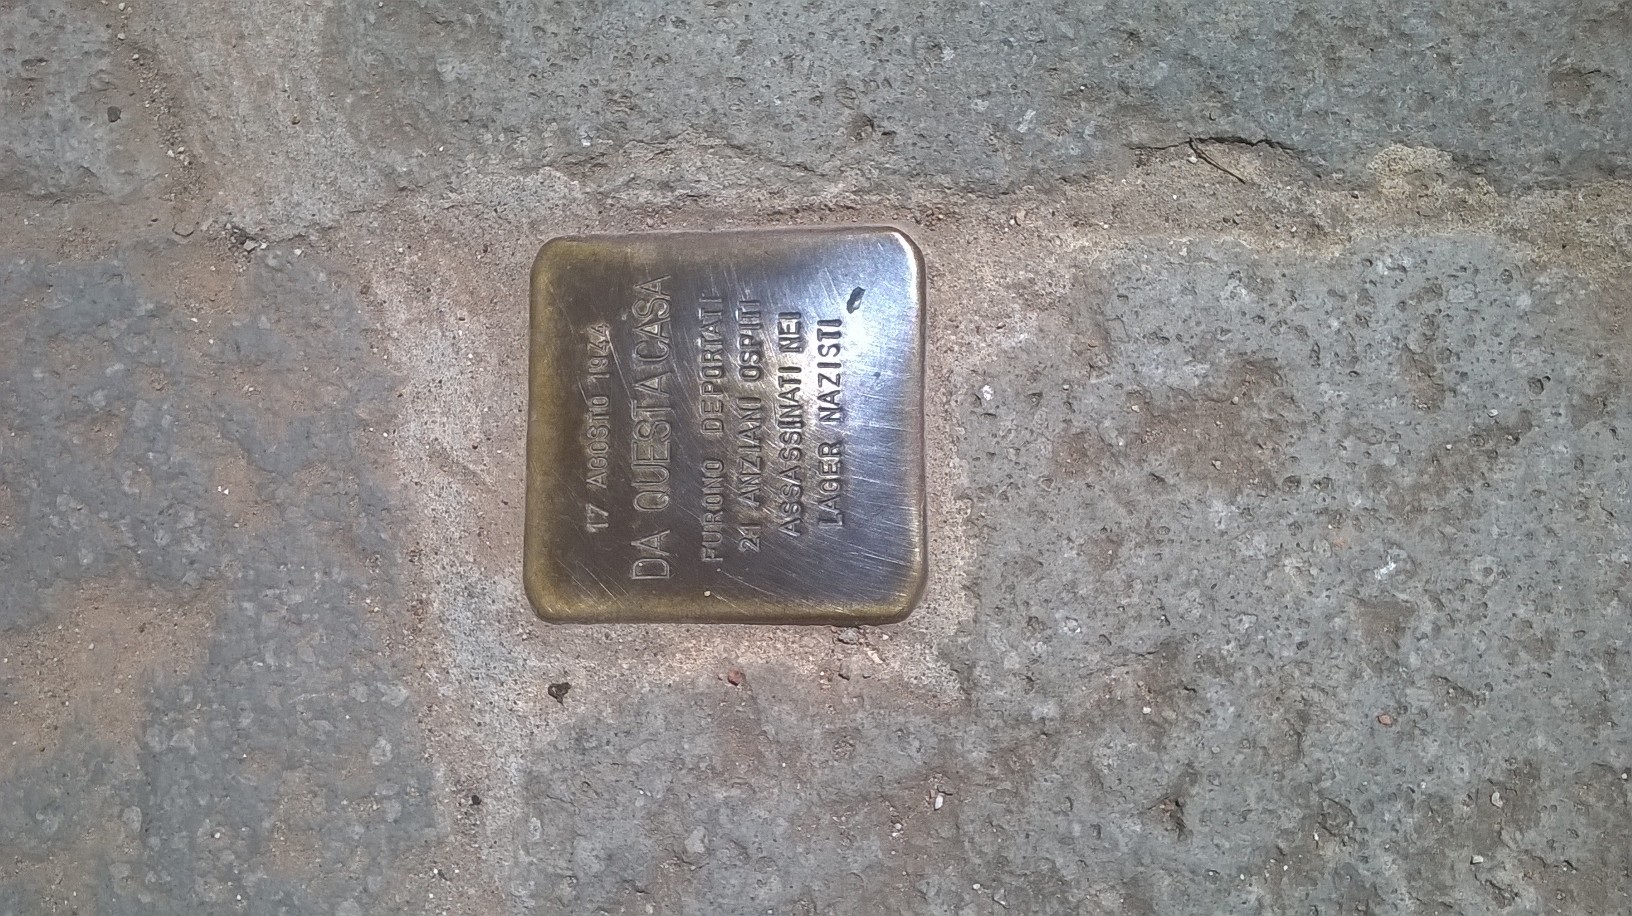 17 AGOSTO 1944
DA QUESTA CASA
FURONO DEPORTATI
21 ANZIANI OSPITI
ASSASSINATI NEI
LAGER NAZISTI